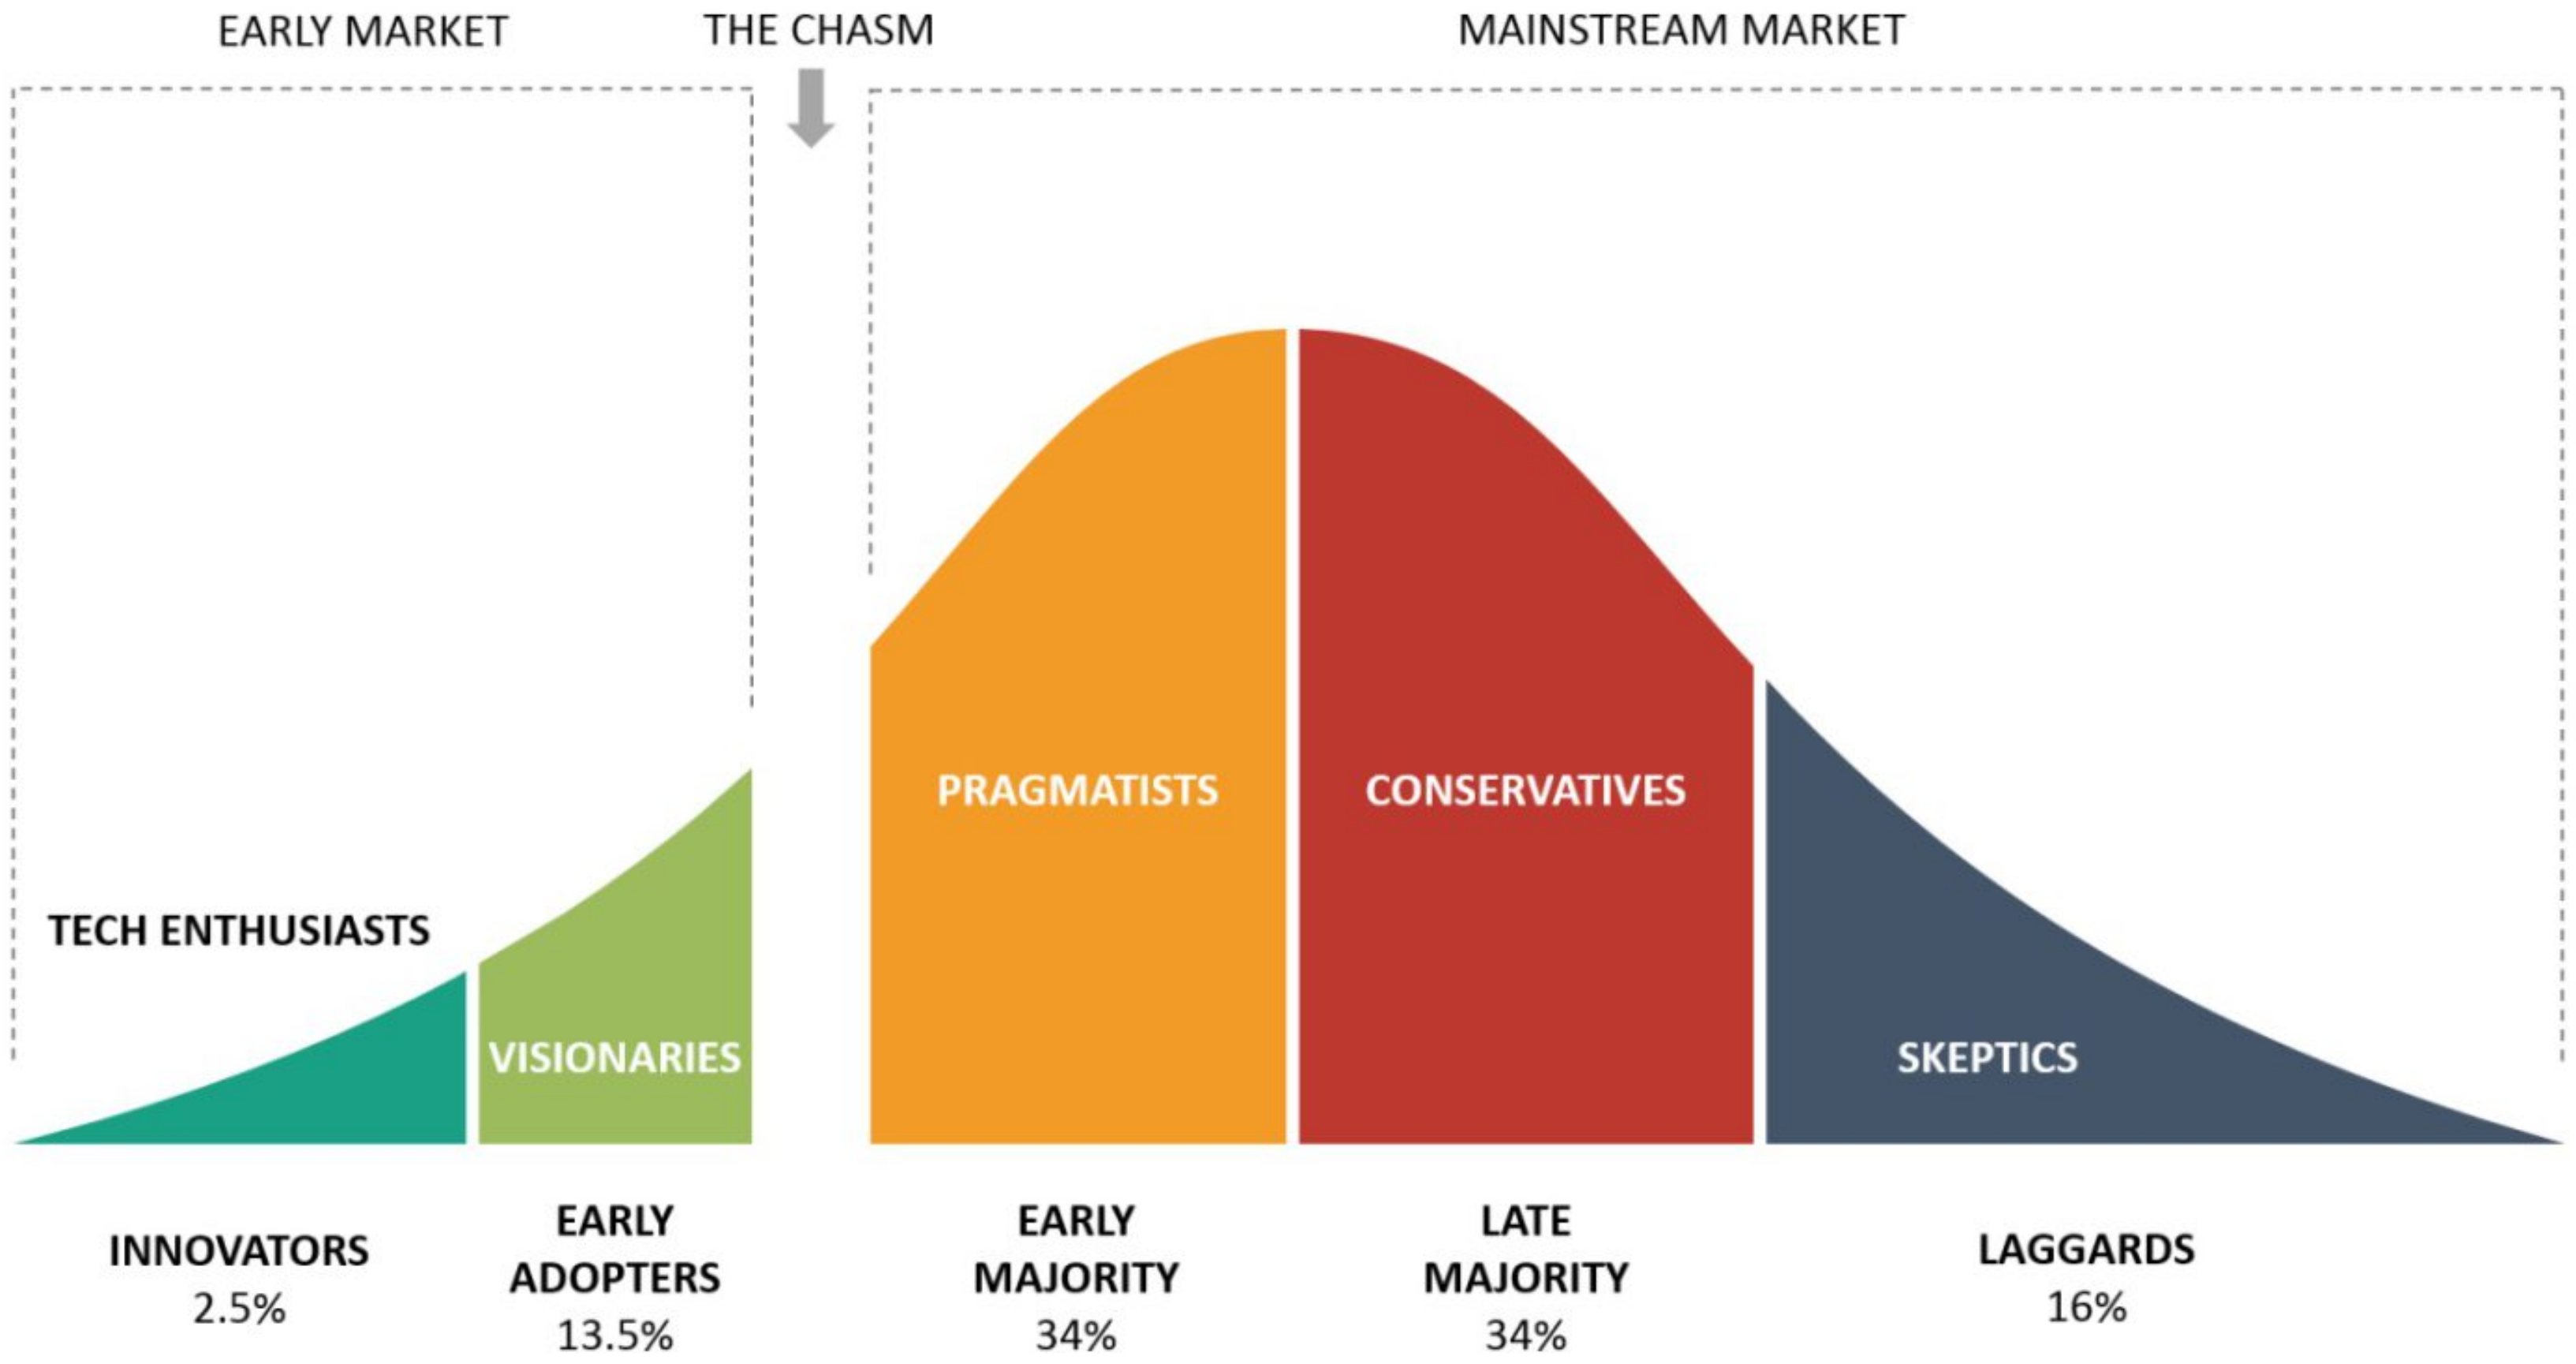 EARLY MARKET
THE CHASM
MAINSTREAM MARKET
PRAGMATISTS
CONSERVATIVES
TECH ENTHUSIASTS
VISIONARIES
SKEPTICS
INNOVATORS
2.5%
EARLY
ADOPTERS
13.5%
EARLY
MAJORITY
34%
LATE
MAJORITY
34%
LAGGARDS
16%